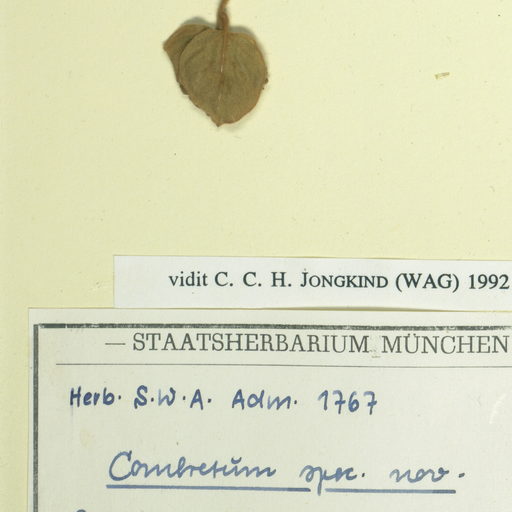 vidit C. C. H. JONGKIND (WAG) 1992
— STAATSHERBARIUM MÜNCHEN
Herb. S.W.A. Adm. 1767
Combretum spec. nov.